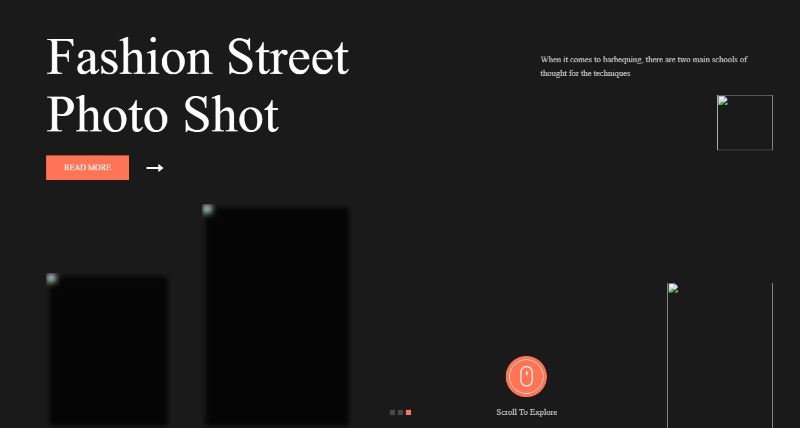 Fashion Street
Photo Shot
When it comes to barbequing, there are two main schools of
thought for the techniques
READ MORE
Scroll To Explore